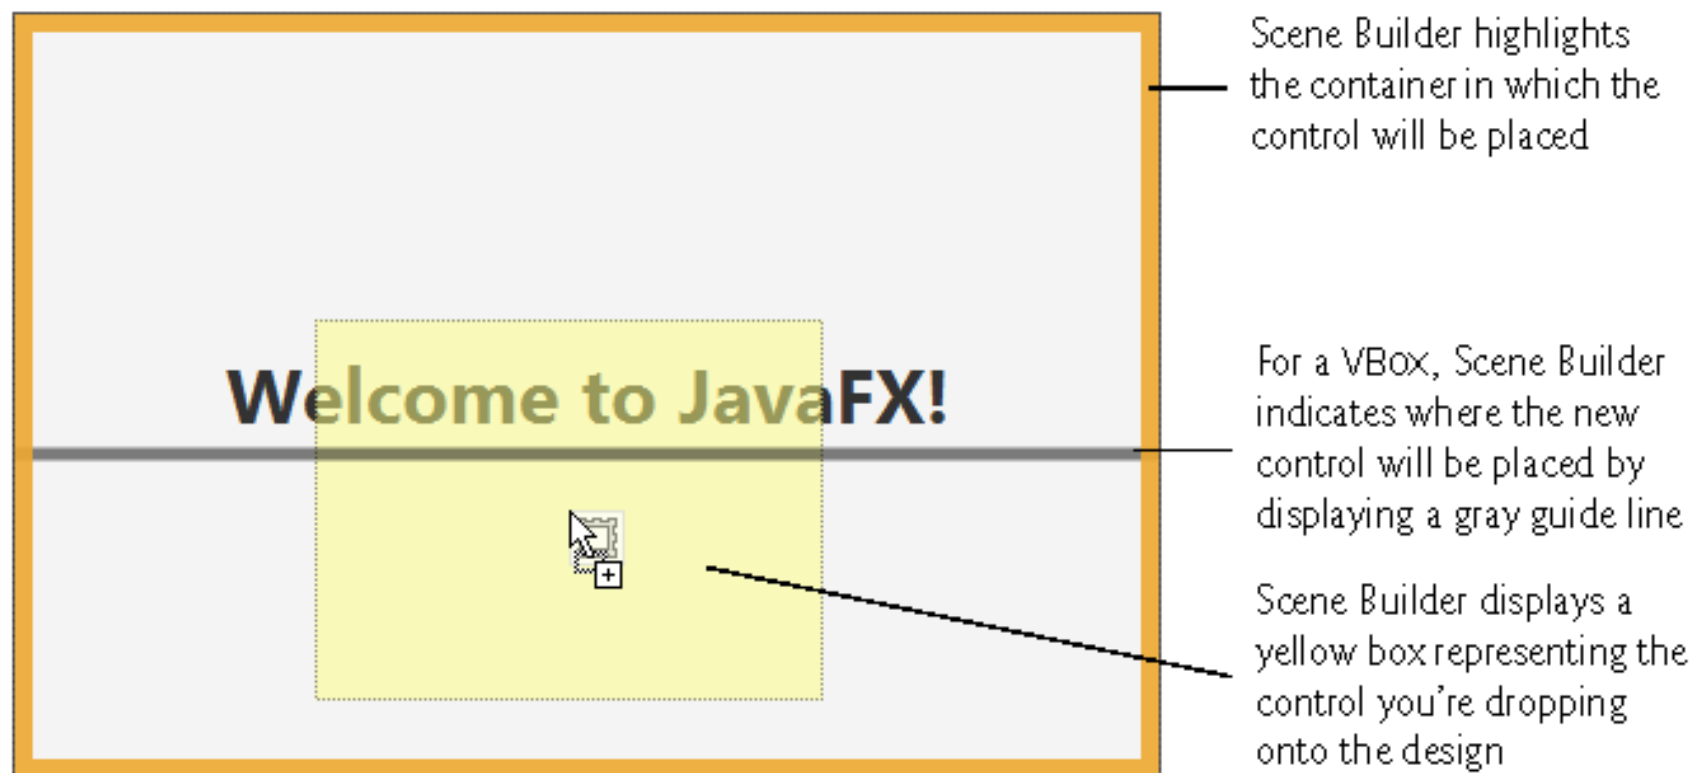 Scene Builder highlights
the container in which the
control will be placed
Welcome to JavaFX!
For a VBox, Scene Builder
indicates where the new
control will be placed by
displaying a gray guide line
Scene Builder displays a
yellow box representing the
control you're dropping
onto the design